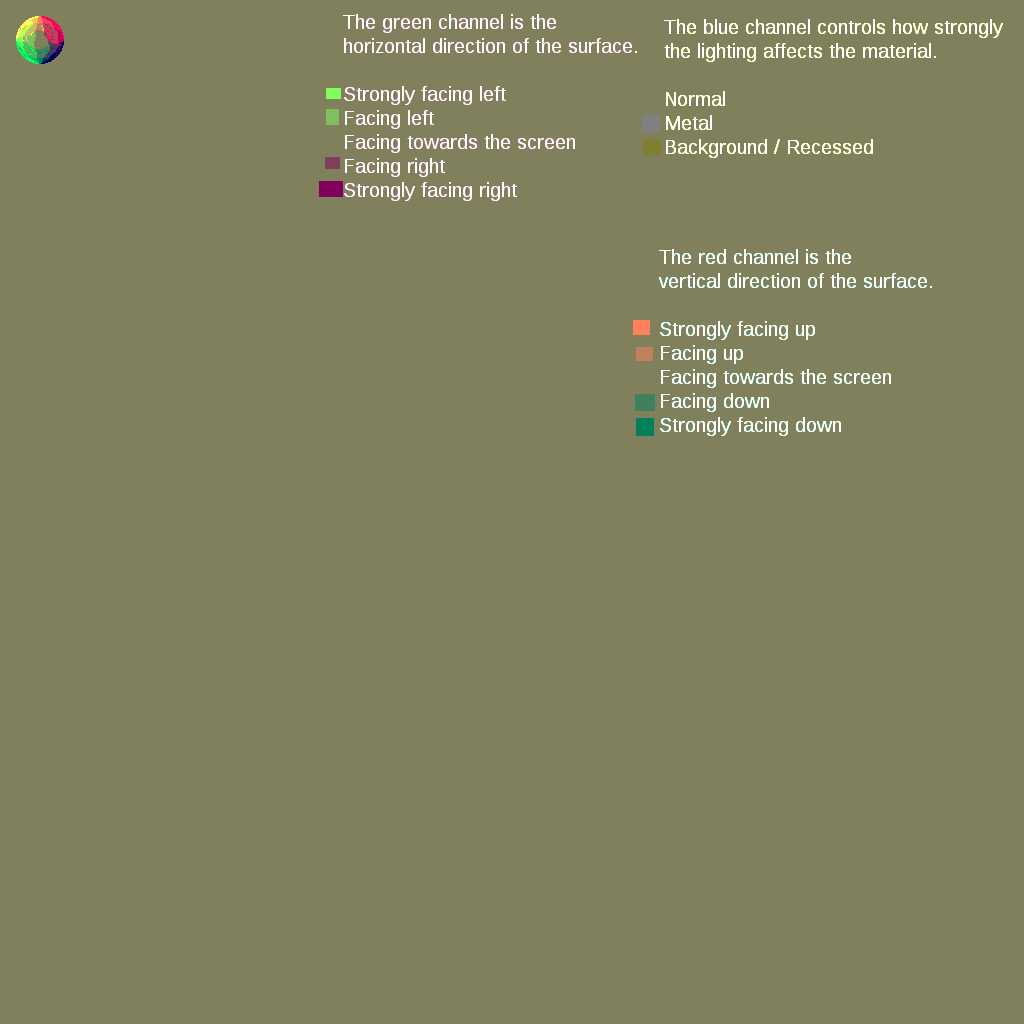 The green channel is the
horizontal direction of the surface.
Strongly facing left
Facing left
Facing towards the screen
Facing right
Strongly facing right
The blue channel controls how strongly
the lighting affects the material.
Normal
Metal
Background / Recessed
The red channel is the
vertical direction of the surface.
Strongly facing up
Facing up
Facing towards the screen
Facing down
Strongly facing down